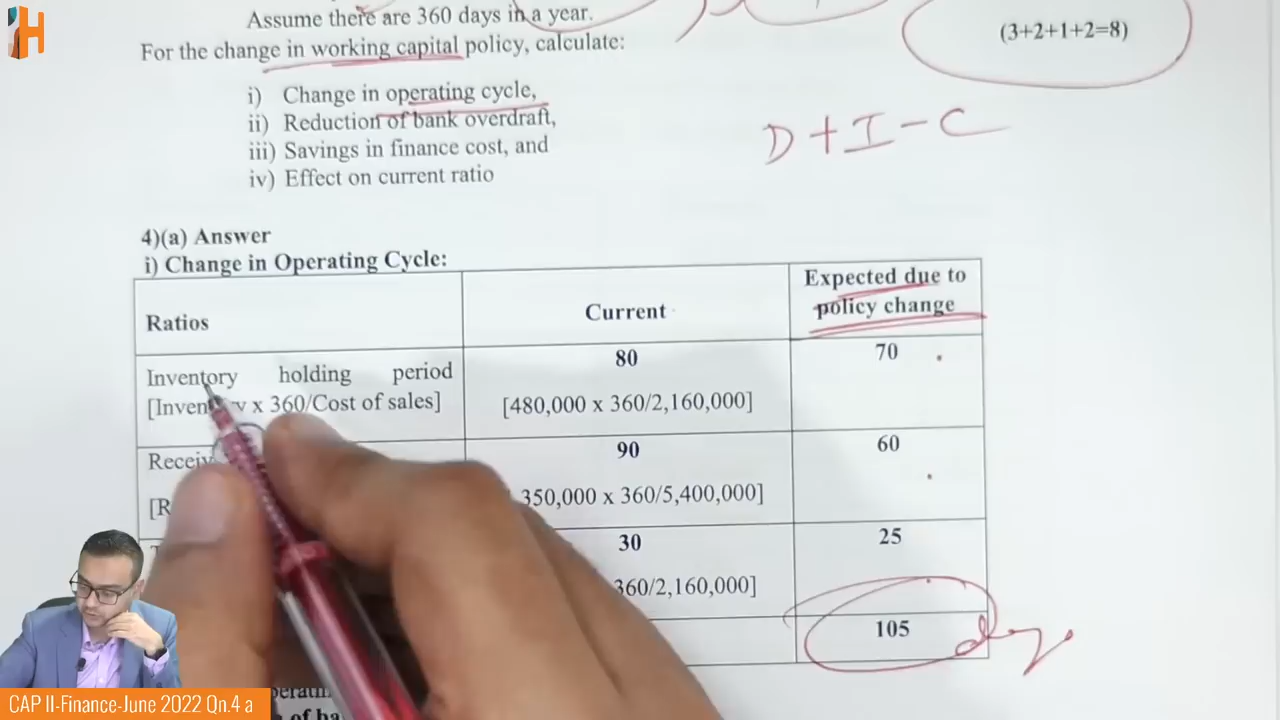 H
Assume there are 360 days in a year.
(3+2+1+2=8)
For the change in working capital policy, calculate:
i) Change in operating cycle,
ii) Reduction of bank overdraft,
iii) Savings in finance cost, and
iv) Effect on current ratio
D + I - C
4)(a) Answer
i) Change in Operating Cycle:
Ratios
Current
Expected due to
policy change
Inventory holding period
x 360/Cost of sales]
80
[480,000 x 360/2,160,000]
70
90
350,000 x 360/5,400,000]
60
30
360/2,160,000]
25
105
CAP II-Finance-June 2022 Qn.4 a